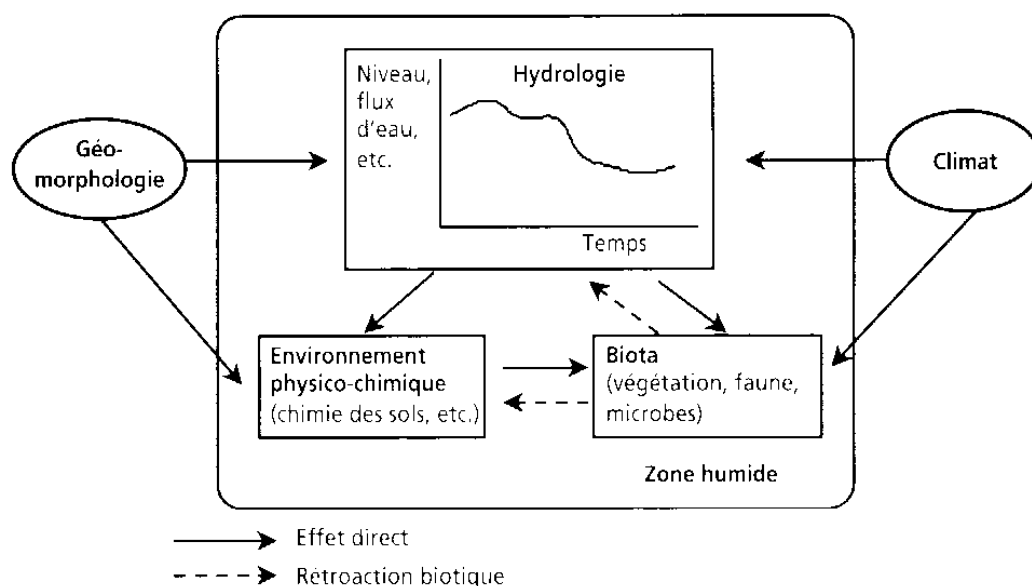 Niveau,
flux
d'eau,
etc.
Hydrologie
Temps
Géo-
morphologie
Climat
Environnement
physico-chimique
(chimie des sols, etc.)
Biota
(végétation, faune,
microbes)
Zone humide
Effet direct
Rétroaction biotique